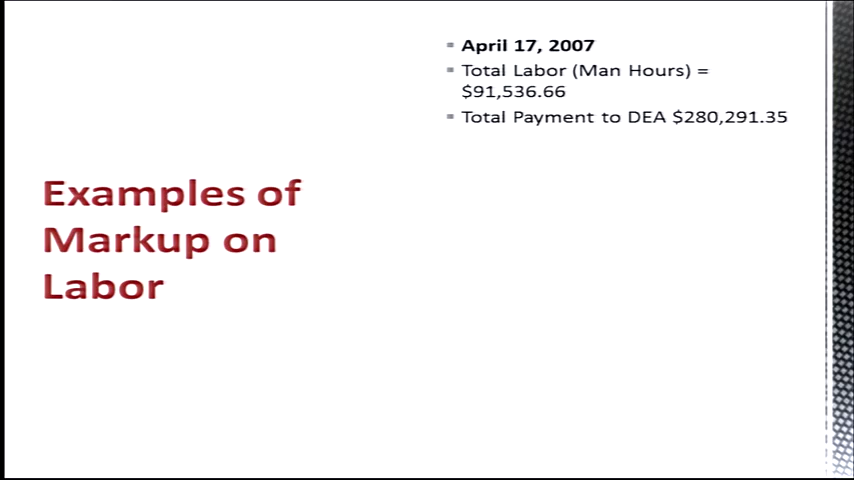 April 17, 2007
Total Labor (Man Hours) =
$91,536.66
Total Payment to DEA $280,291.35
Examples of
Markup on
Labor